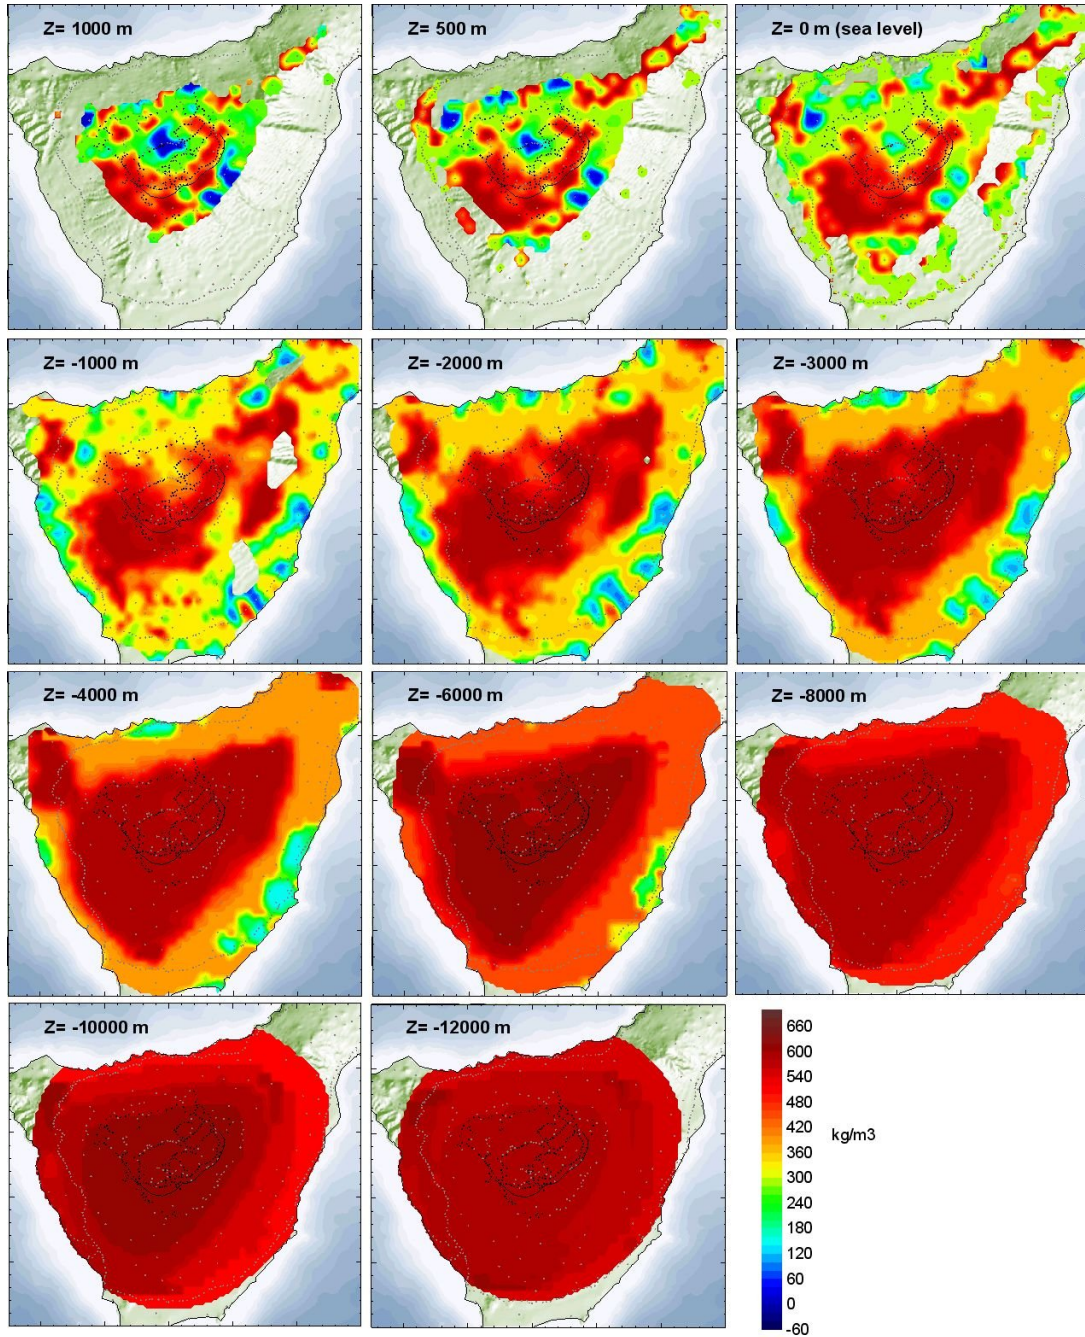 Z= 1000 m
Z= 500 m
Z= 0 m (sea level)
Z= -1000 m
Z= -2000 m
Z= -3000 m
Z= -4000 m
Z= -6000 m
Z= -8000 m
Z= -10000 m
Z= -12000 m
660
600
540
480
420
360
300
240
180
120
60
0
-60
kg/m3